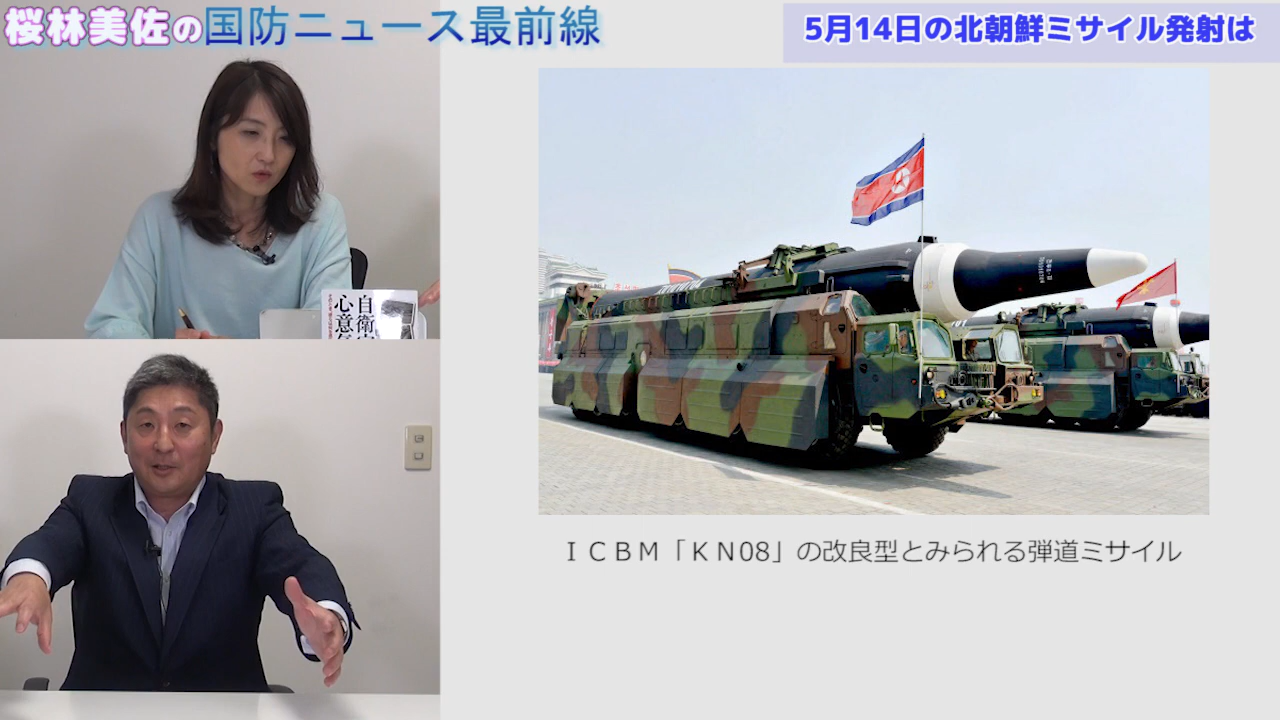 桜林美佐の国防ニュース最前線
5月14日の北朝鮮ミサイル発射は
自衛
心意気
ＩＣＢＭ「ＫＮ08」の改良型とみられる弾道ミサイル